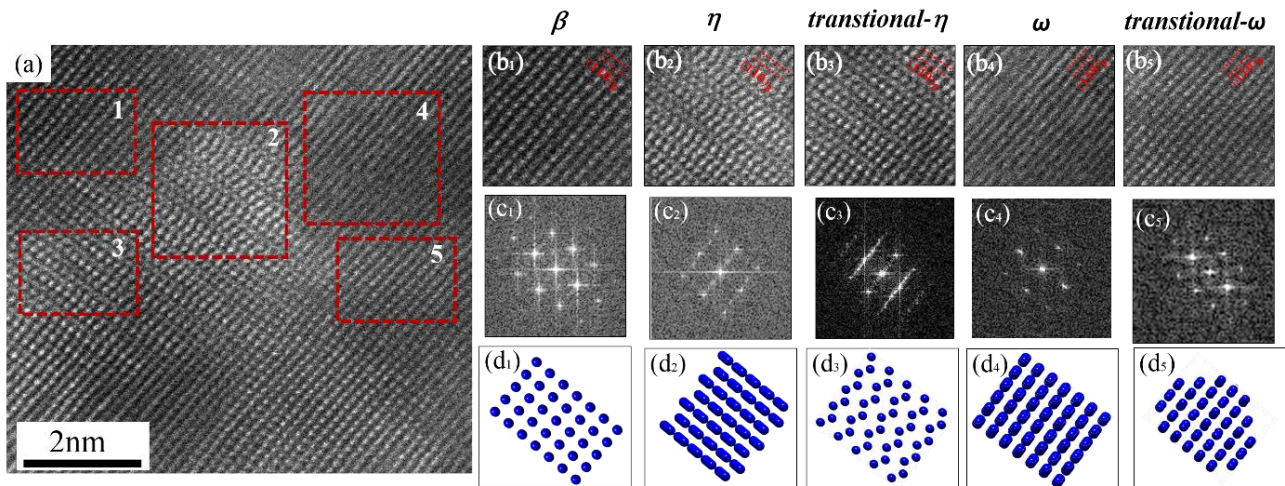 β η transtional-η ω transtional-ω
(a) (b₁) (b₂) (b₃) (b₄) (b₅)
1 4
2
3 5
(c₁) (c₂) (c₃) (c₄) (c₅)
(d₁) (d₂) (d₃) (d₄) (d₅)
2nm